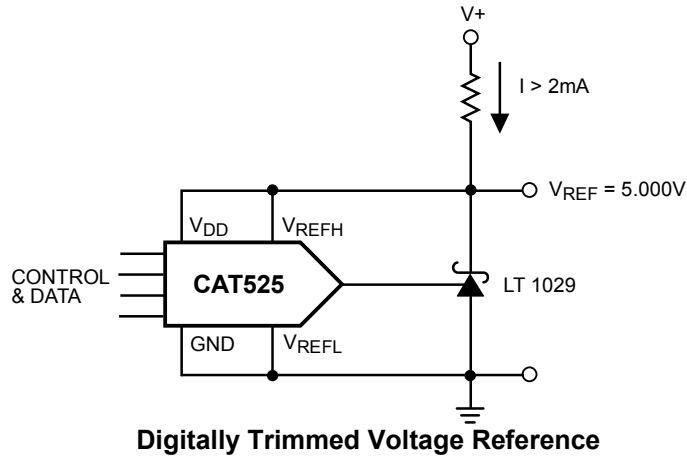 V+
I > 2mA
VREF = 5.000V
VDD
VREFH
CONTROL
& DATA
CAT525
LT 1029
GND
VREFL
Digitally Trimmed Voltage Reference